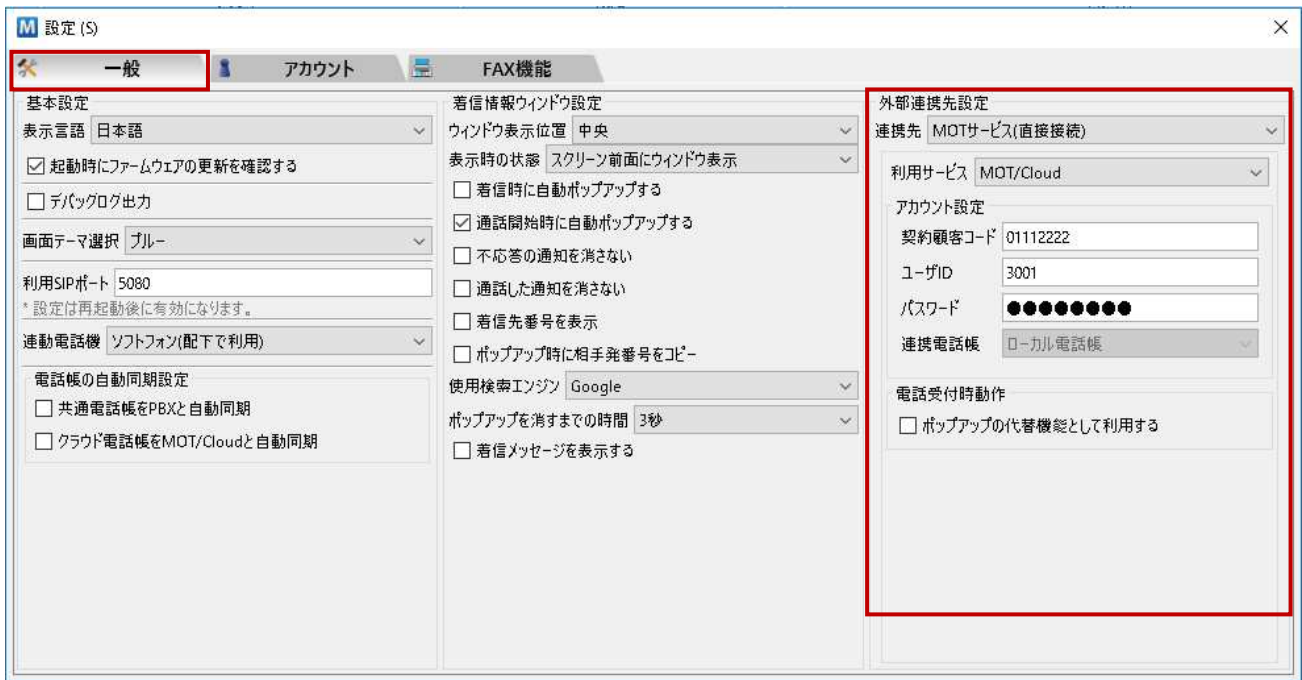 M 設定 (S)
一般
アカウント
FAX機能
基本設定
表示言語 日本語
起動時にファームウェアの更新を確認する
デバッグログ出力
画面テーマ選択 ブルー
利用SIPポート 5080
* 設定は再起動後に有効になります。
連動電話機 ソフトフォン(配下で利用)
電話帳の自動同期設定
共通電話帳をPBXと自動同期
クラウド電話帳をMOT/Cloudと自動同期
着信情報ウィンドウ設定
ウィンドウ表示位置 中央
表示時の状態 スクリーン前面にウィンドウ表示
着信時に自動ポップアップする
通話開始時に自動ポップアップする
不応答の通知を消さない
通話した通知を消さない
着信先番号を表示
ポップアップ時に相手発番号をコピー
使用検索エンジン Google
ポップアップを消すまでの時間 3秒
着信メッセージを表示する
外部連携先設定
連携先 MOTサービス(直接接続)
利用サービス MOT/Cloud
アカウント設定
契約顧客コード 01112222
ユーザID 3001
パスワード ●●●●●●●●
連携電話帳 ローカル電話帳
電話受付時動作
ポップアップの代替機能として利用する